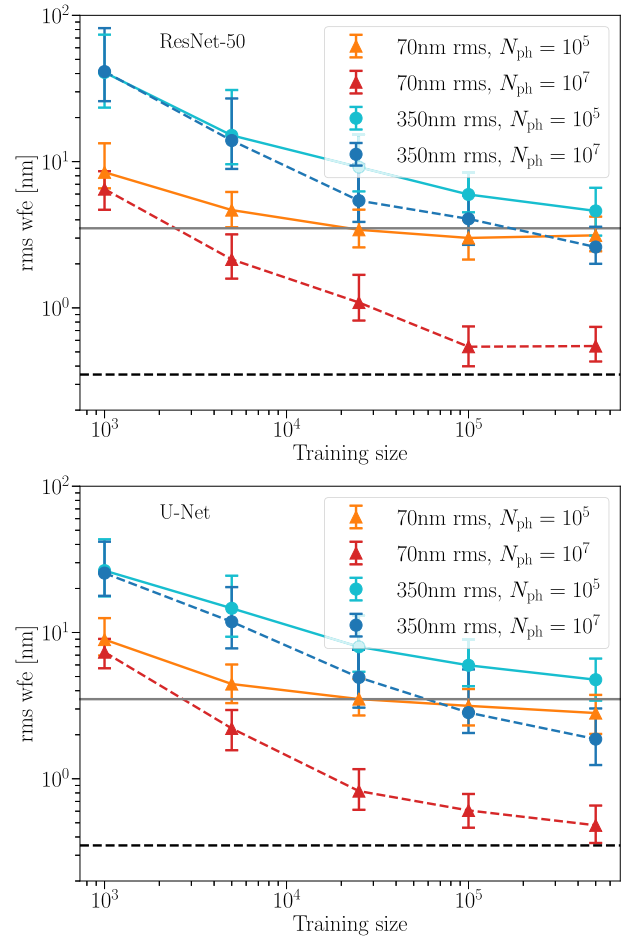 ResNet-50
70nm rms, N_ph = 10^5
70nm rms, N_ph = 10^7
350nm rms, N_ph = 10^5
350nm rms, N_ph = 10^7
10^2
10^1
10^0
rms wfe [nm]
10^3 10^4 10^5
Training size
U-Net
70nm rms, N_ph = 10^5
70nm rms, N_ph = 10^7
350nm rms, N_ph = 10^5
350nm rms, N_ph = 10^7
10^2
10^1
10^0
rms wfe [nm]
10^3 10^4 10^5
Training size